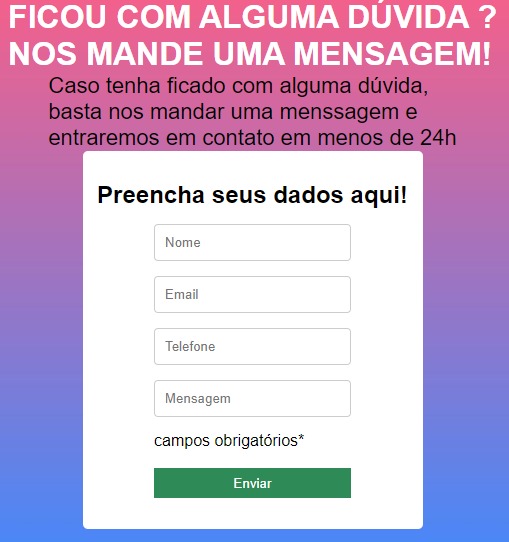 FICOU COM ALGUMA DÚVIDA ?
NOS MANDE UMA MENSAGEM!
Caso tenha ficado com alguma dúvida,
basta nos mandar uma menssagem e
entraremos em contato em menos de 24h
Preencha seus dados aqui!
Nome
Email
Telefone
Mensagem
campos obrigatórios*
Enviar